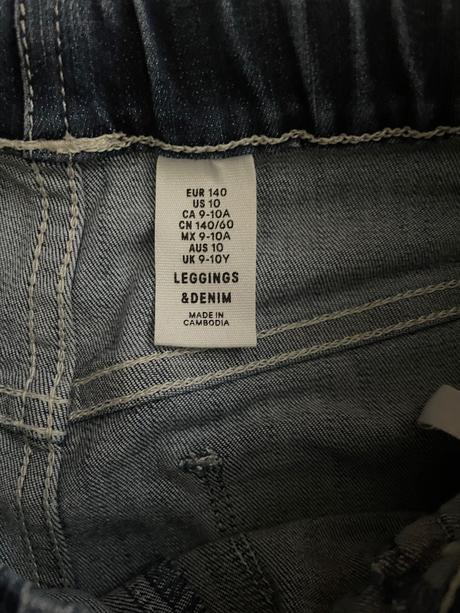 EUR 140
US 10
CA 9-10A
CN 140/60
MX 9-10A
AUS 10
UK 9-10Y
LEGGINGS
&DENIM
MADE IN
CAMBODIA